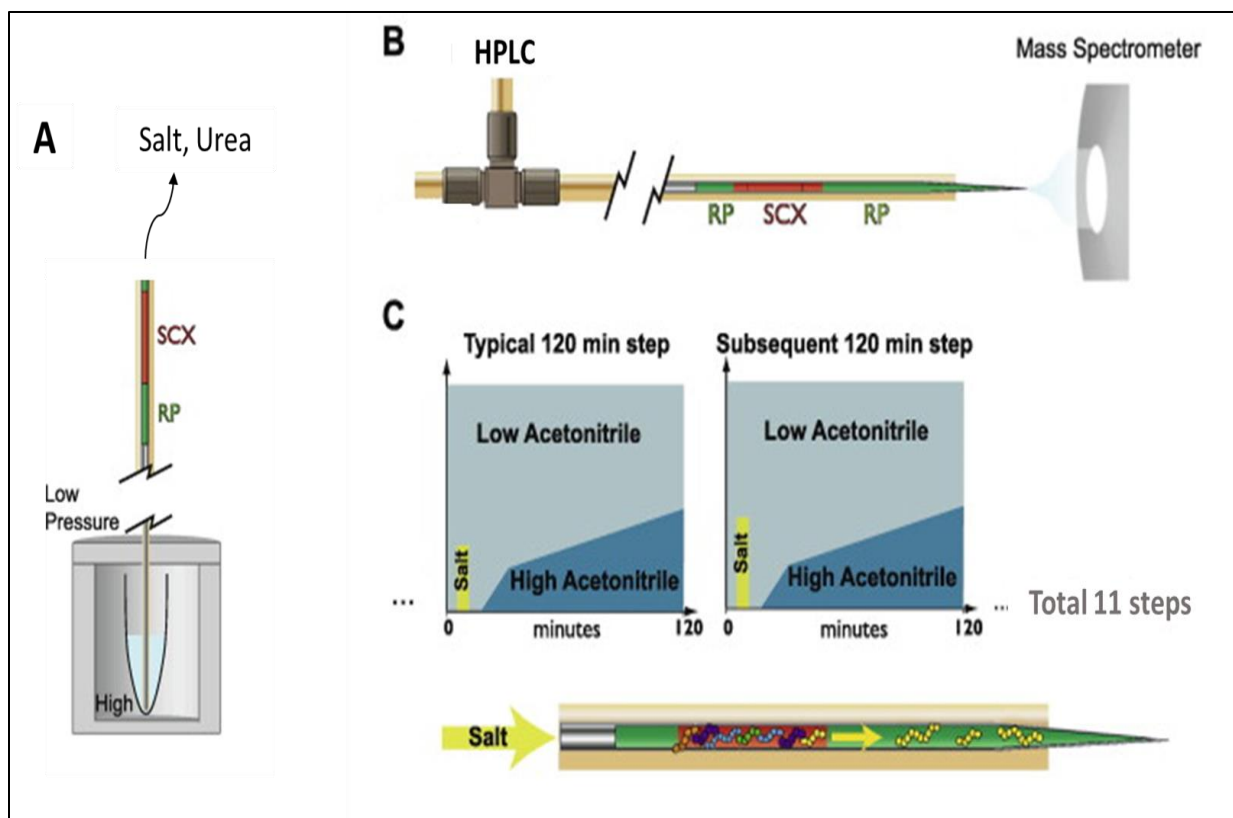 A
Salt, Urea
SCX
RP
Low
Pressure
High
B
HPLC
Mass Spectrometer
RP SCX RP
C
Typical 120 min step
Low Acetonitrile
Salt
High Acetonitrile
...
0 minutes 120
Subsequent 120 min step
Low Acetonitrile
Salt
High Acetonitrile
0 minutes 120
... Total 11 steps
Salt